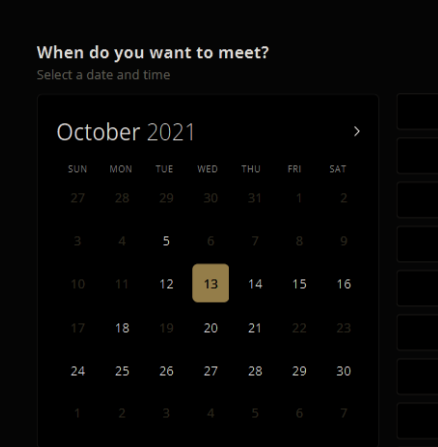 When do you want to meet?
Select a date and time
October 2021
SUN MON TUE WED THU FRI SAT
27 28 29 30 31 1 2
3 4 5 6 7 8 9
10 11 12 13 14 15 16
17 18 19 20 21 22 23
24 25 26 27 28 29 30
1 2 3 4 5 6 7